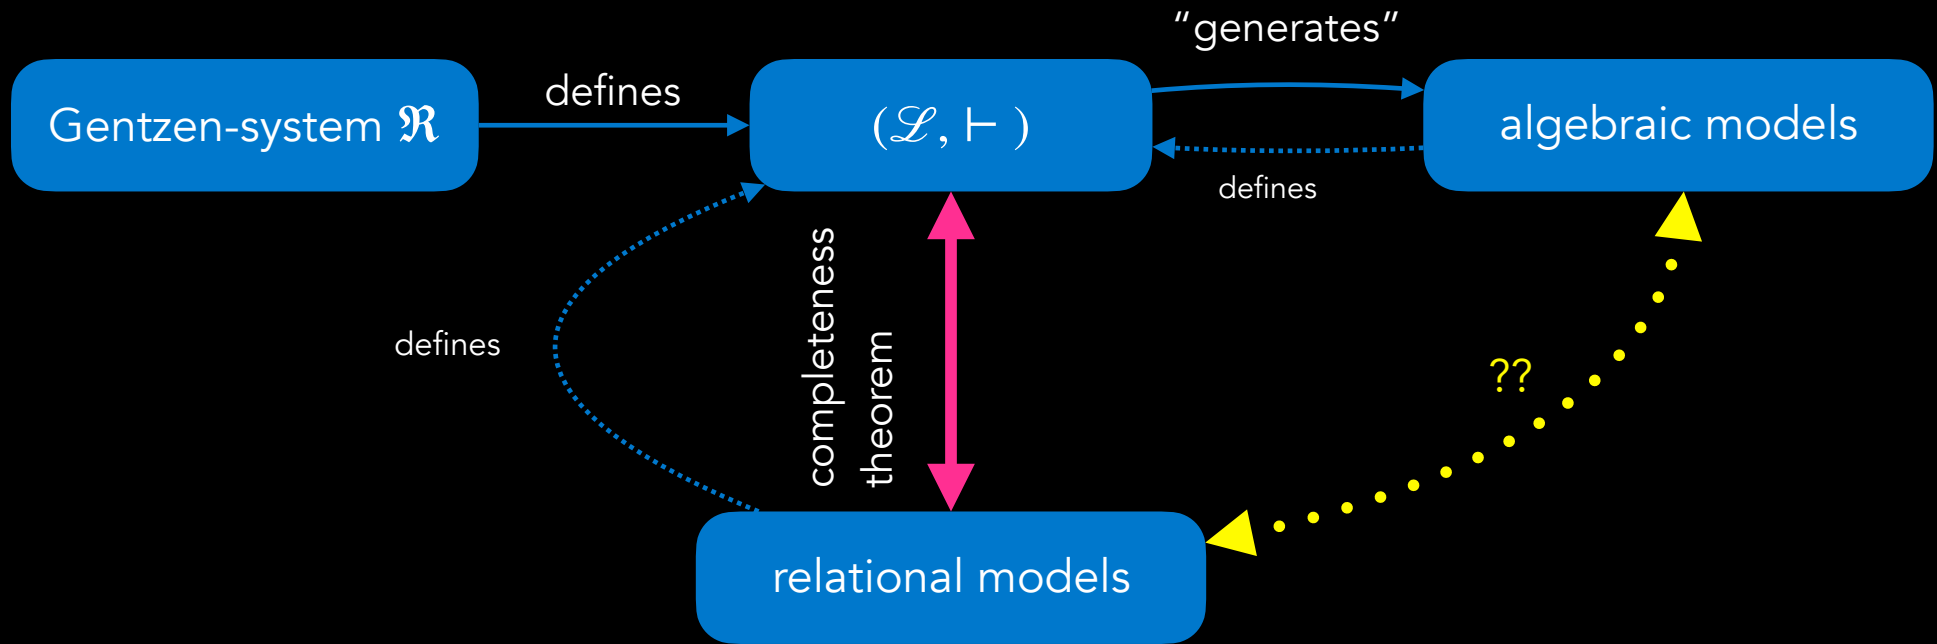 “generates”
Gentzen-system ℜ
defines
(ℒ, ⊢ )
algebraic models
defines
completeness
theorem
defines
??
relational models